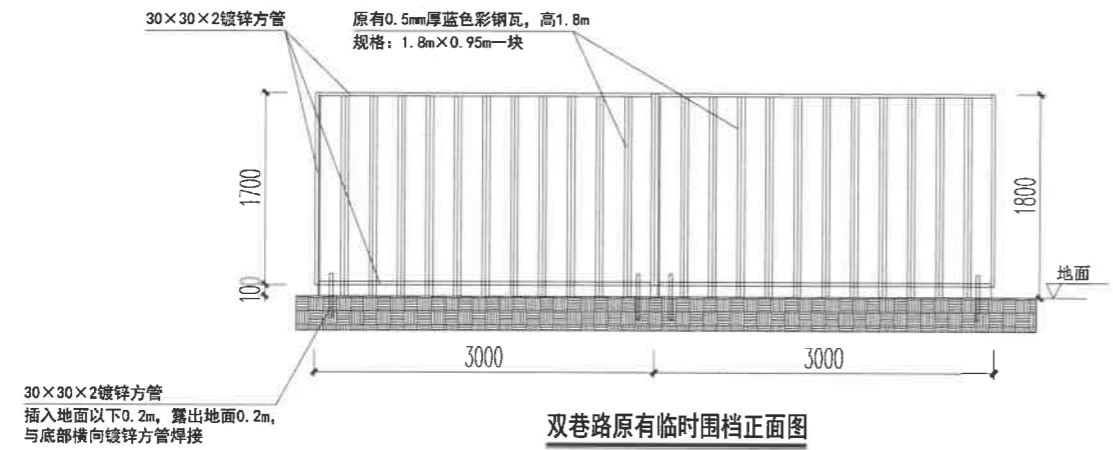 30×30×2镀锌方管
原有0.5mm厚蓝色彩钢瓦，高1.8m
规格：1.8m×0.95m一块
1700
100
1800
地面
3000
3000
30×30×2镀锌方管
插入地面以下0.2m，露出地面0.2m，
与底部横向镀锌方管焊接
双巷路原有临时围档正面图